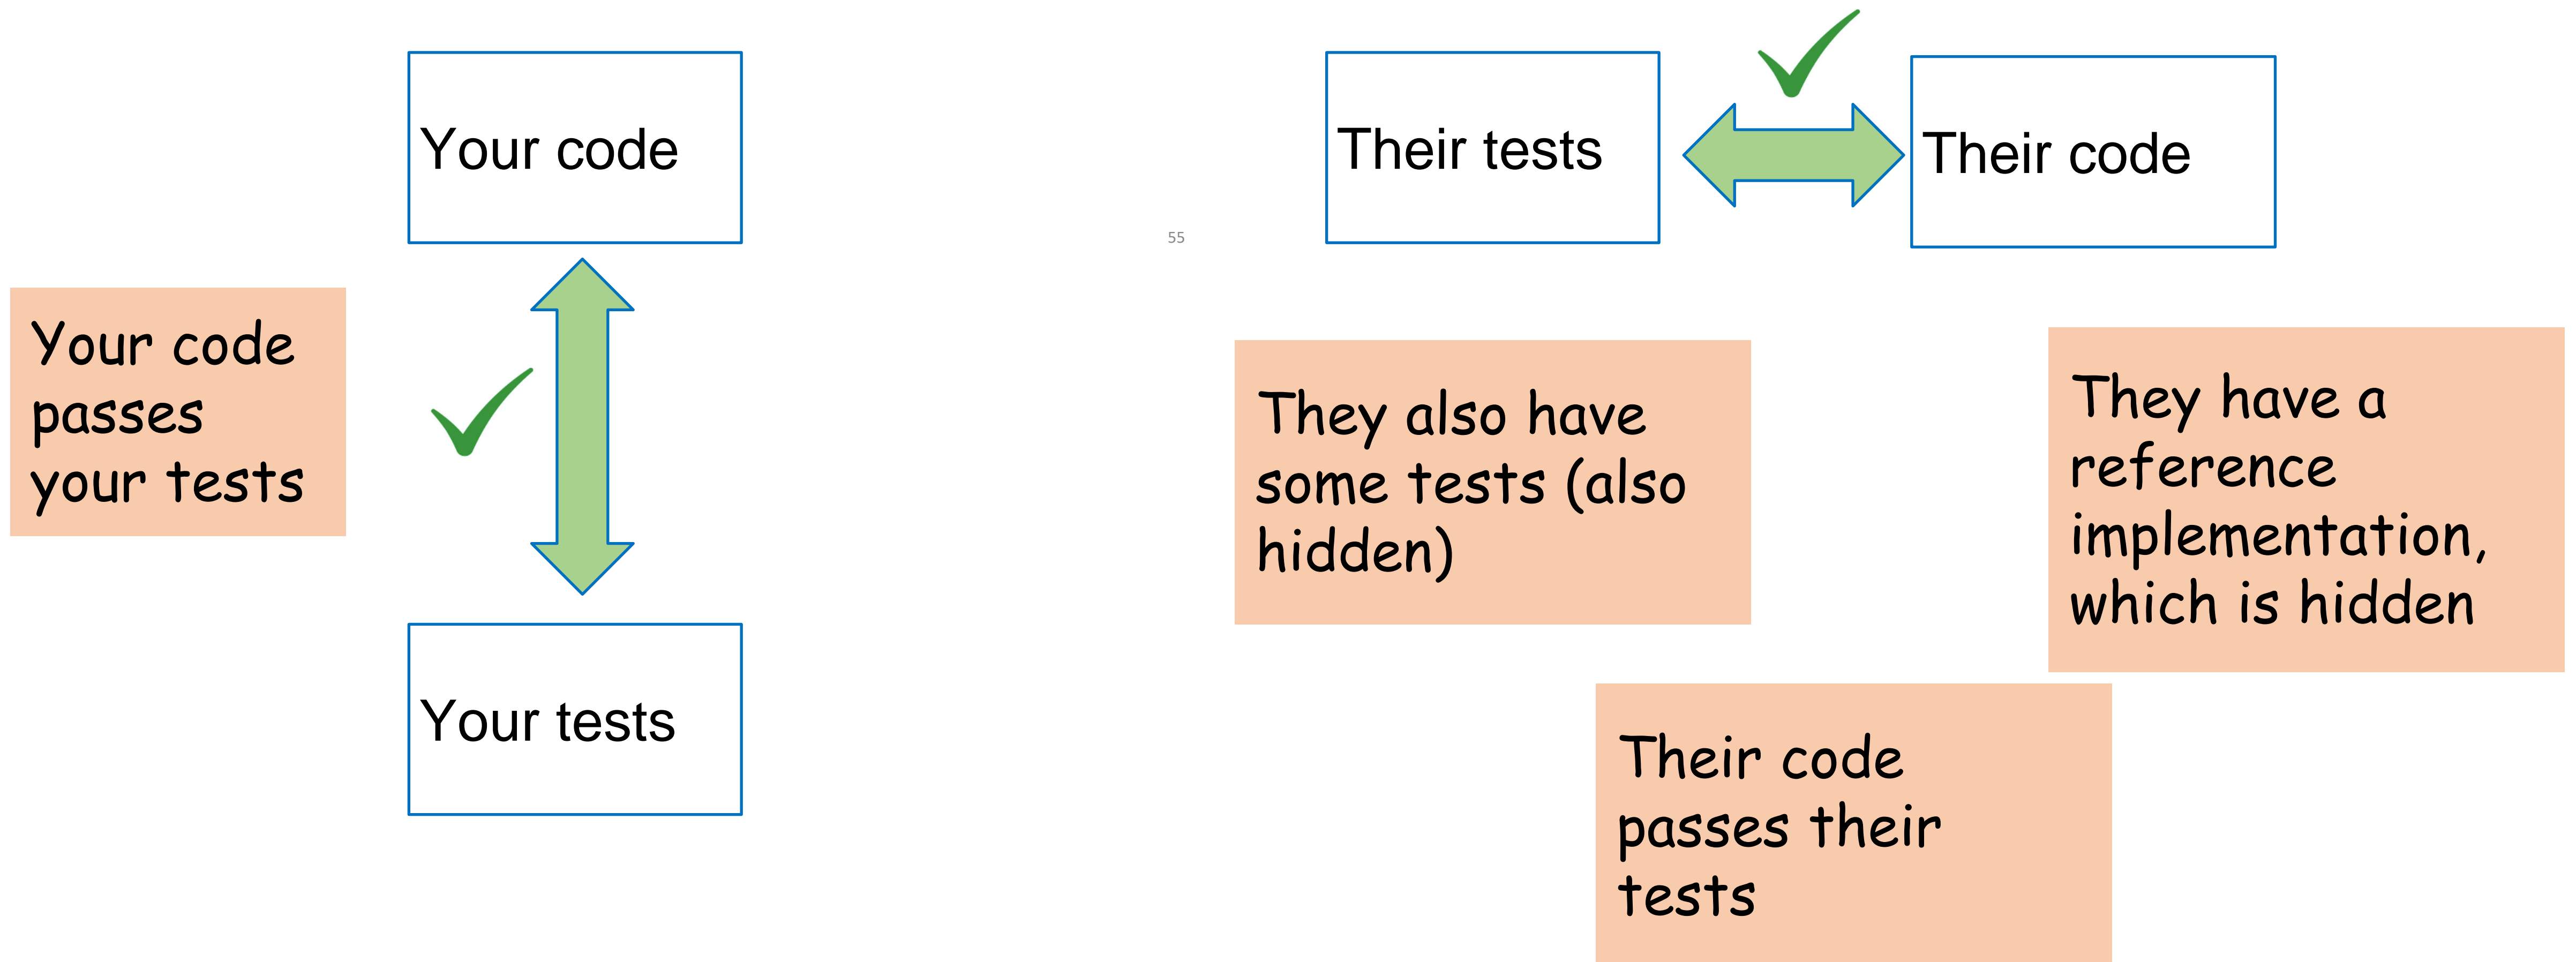 Your code
Their tests
Their code
55
Your code
passes
your tests
They also have
some tests (also
hidden)
They have a
reference
implementation,
which is hidden
Your tests
Their code
passes their
tests